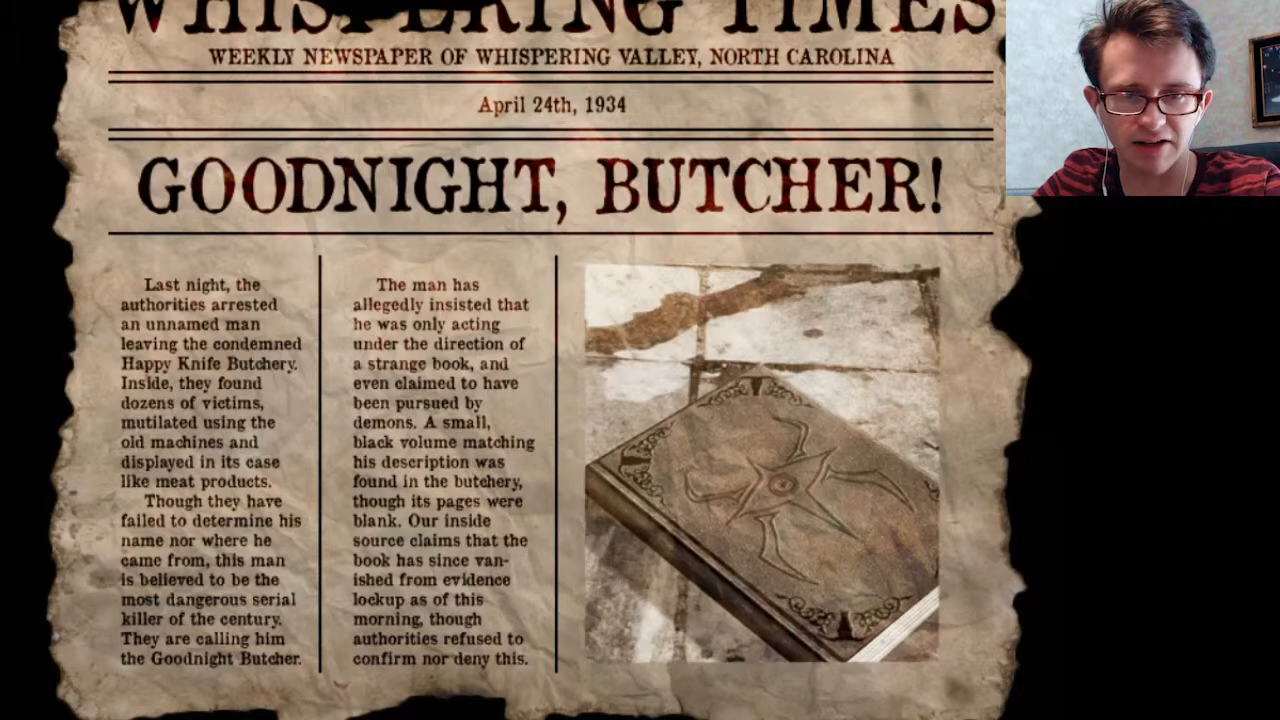 WHISPERING TIMES
WEEKLY NEWSPAPER OF WHISPERING VALLEY, NORTH CAROLINA
April 24th, 1934
GOODNIGHT, BUTCHER!
Last night, the
authorities arrested
an unnamed man
leaving the condemned
Happy Knife Butchery.
Inside, they found
dozens of victims,
mutilated using the
old machines and
displayed in its case
like meat products.
Though they have
failed to determine his
name nor where he
came from, this man
is believed to be the
most dangerous serial
killer of the century.
They are calling him
the Goodnight Butcher.
The man has
allegedly insisted that
he was only acting
under the direction of
a strange book, and
even claimed to have
been pursued by
demons. A small,
black volume matching
his description was
found in the butchery,
though its pages were
blank. Our inside
source claims that the
book has since van-
ished from evidence
lockup as of this
morning, though
authorities refused to
confirm nor deny this.